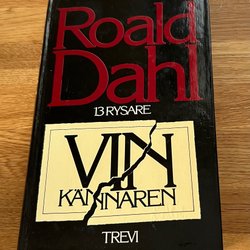 Roald
Dahl
13 RYSARE
VIN
KÄNNAREN
TREVI